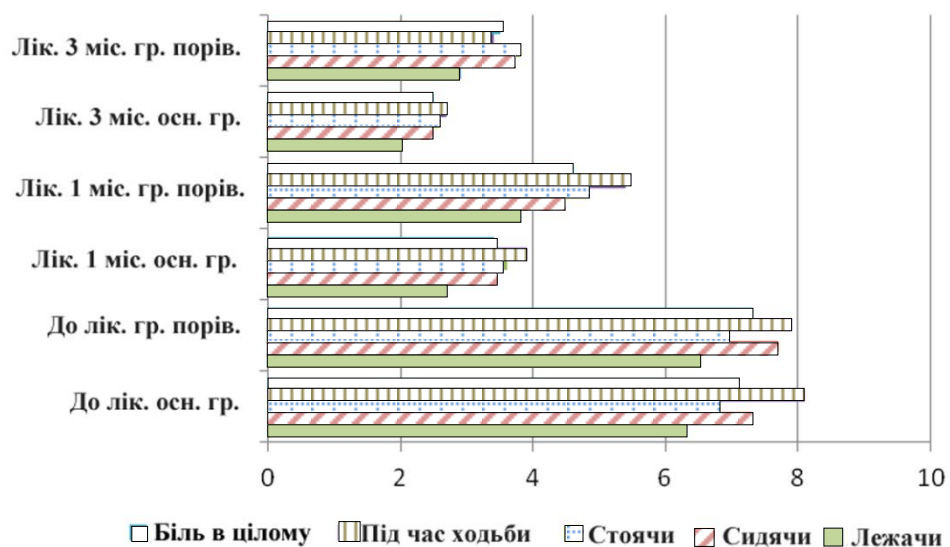 Лік. 3 міс. гр. порів.
Лік. 3 міс. осн. гр.
Лік. 1 міс. гр. порів.
Лік. 1 міс. осн. гр.
До лік. гр. порів.
До лік. осн. гр.
0 2 4 6 8 10
Біль в цілому Під час ходьби Стоячи Сидячи Лежачи